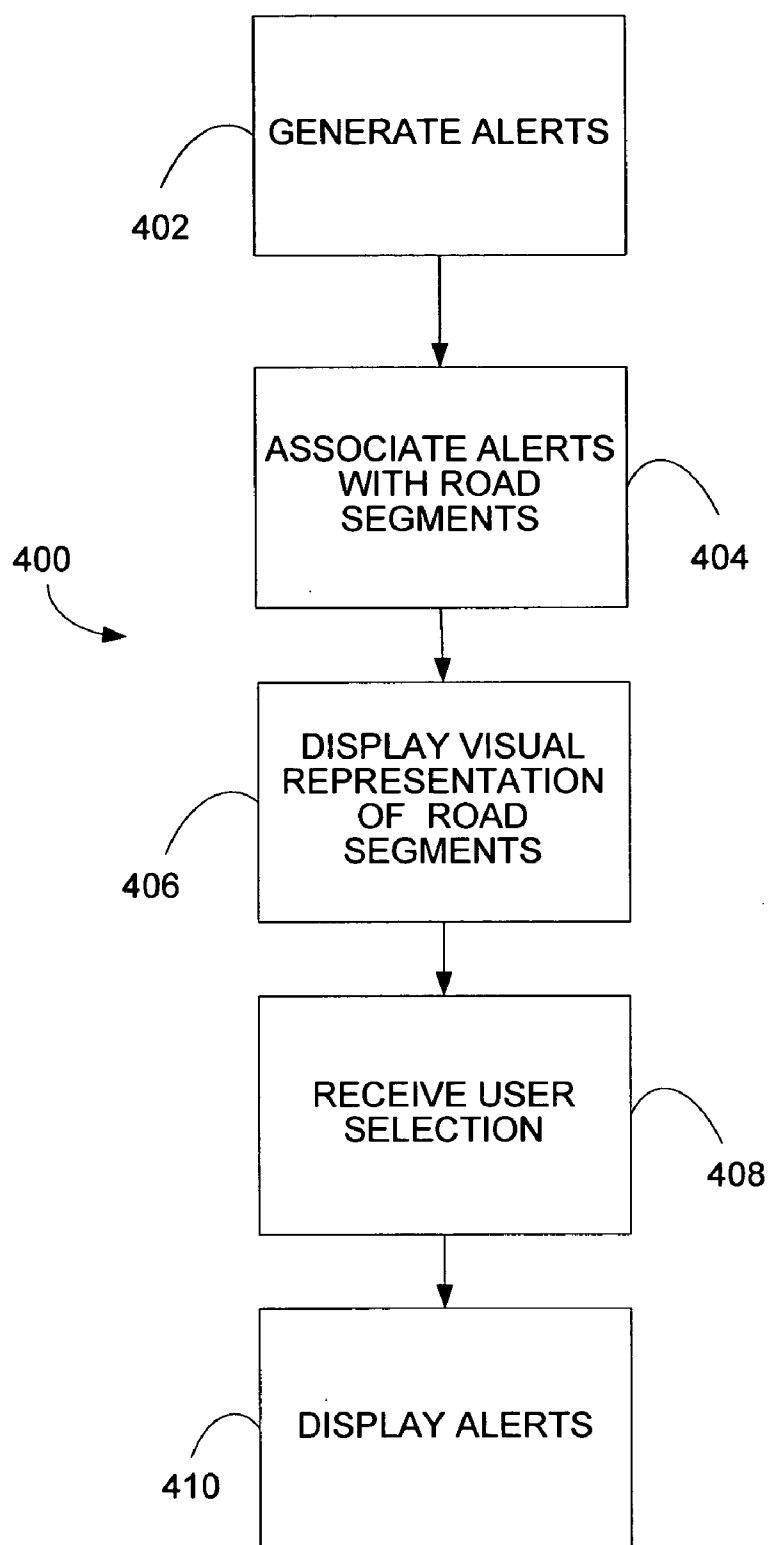 GENERATE ALERTS
402
ASSOCIATE ALERTS
WITH ROAD
SEGMENTS
404
400
DISPLAY VISUAL
REPRESENTATION
OF ROAD
SEGMENTS
406
RECEIVE USER
SELECTION
408
DISPLAY ALERTS
410